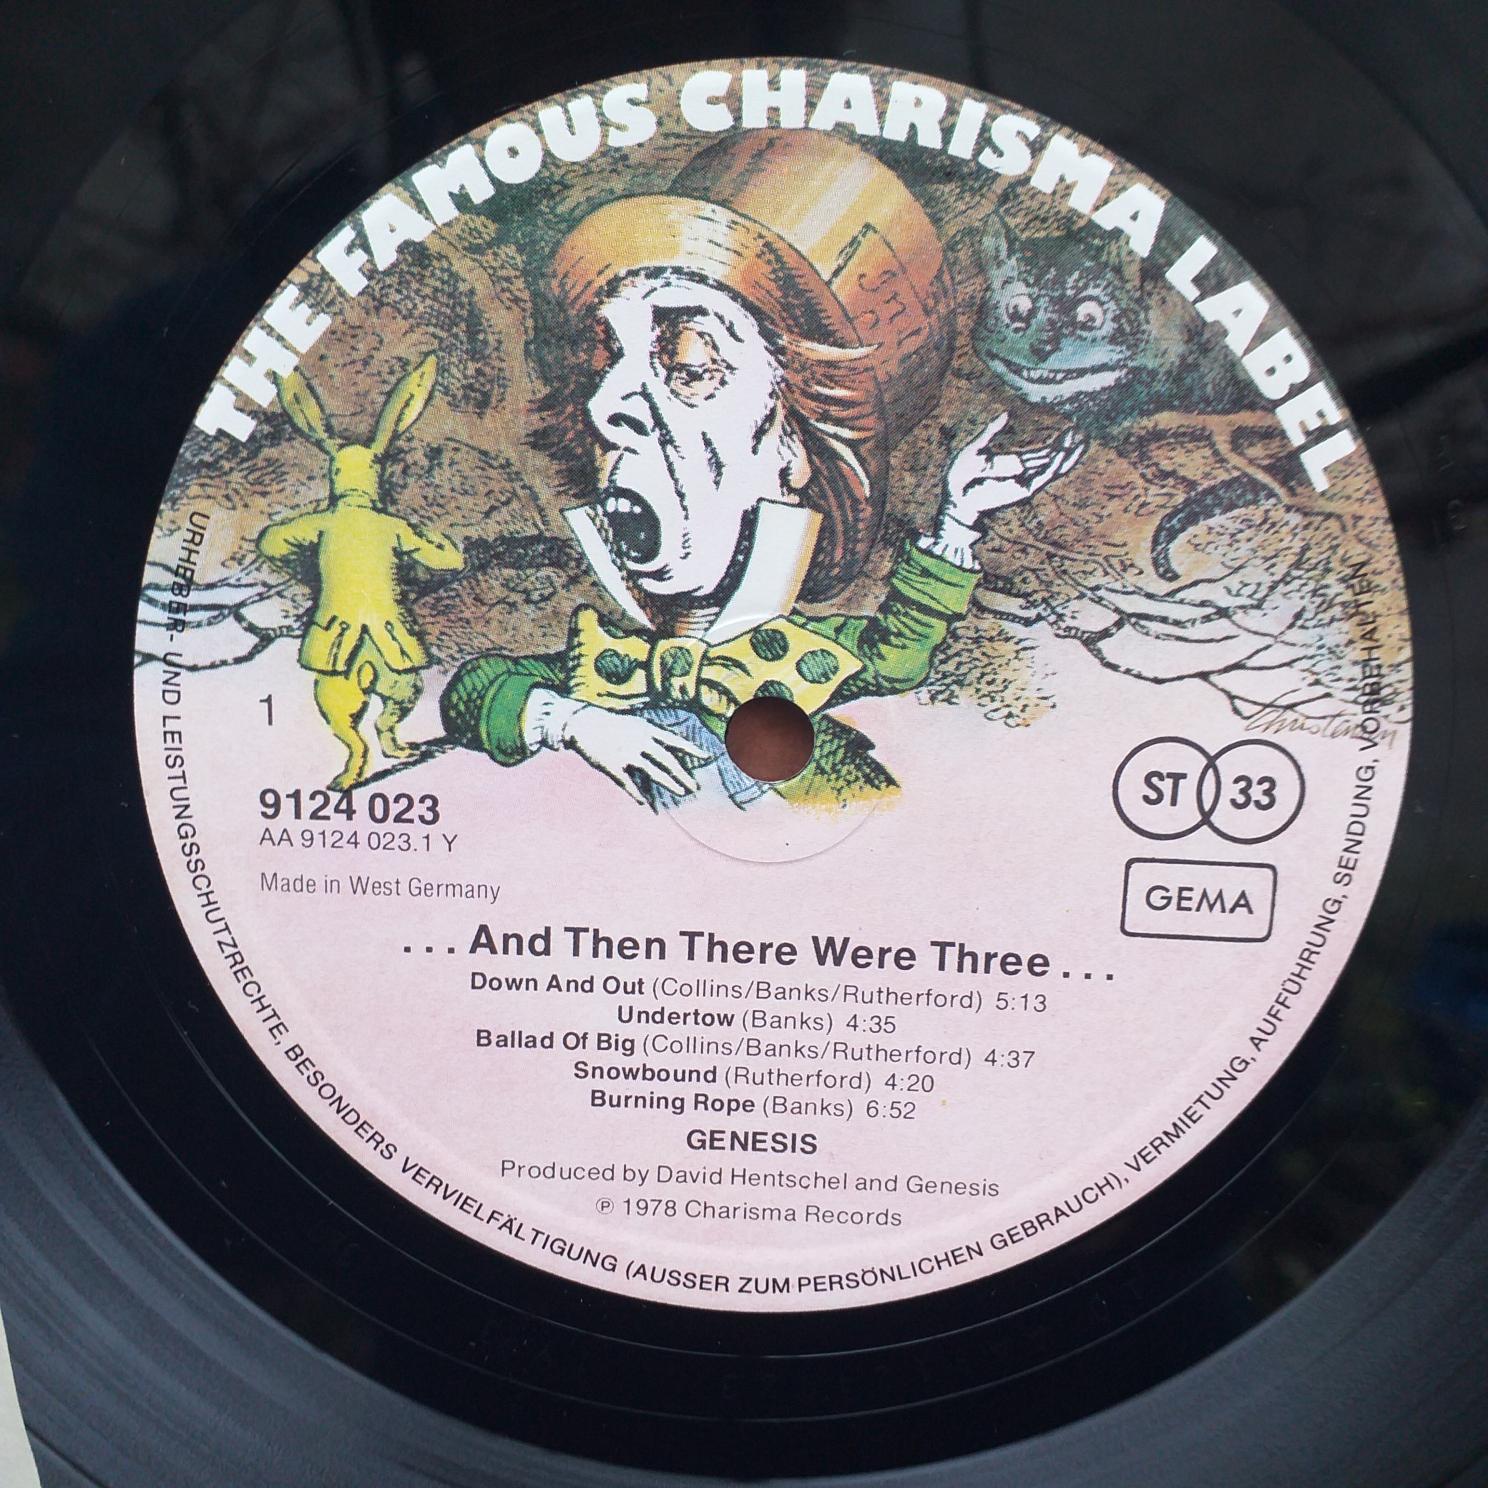 THE FAMOUS CHARISMA LABEL
1
9124 023
AA 9124 023.1 Y
Made in West Germany
ST 33
GEMA
. . . And Then There Were Three . . .
Down And Out (Collins/Banks/Rutherford) 5:13
Undertow (Banks) 4:35
Ballad Of Big (Collins/Banks/Rutherford) 4:37
Snowbound (Rutherford) 4:20
Burning Rope (Banks) 6:52
GENESIS
Produced by David Hentschel and Genesis
℗ 1978 Charisma Records
URHEBER- UND LEISTUNGSSCHUTZRECHTE, BESONDERS VERVIELFÄLTIGUNG (AUSSER ZUM PERSÖNLICHEN GEBRAUCH), VERMIETUNG, AUFFÜHRUNG, SENDUNG, VORBEHALTEN